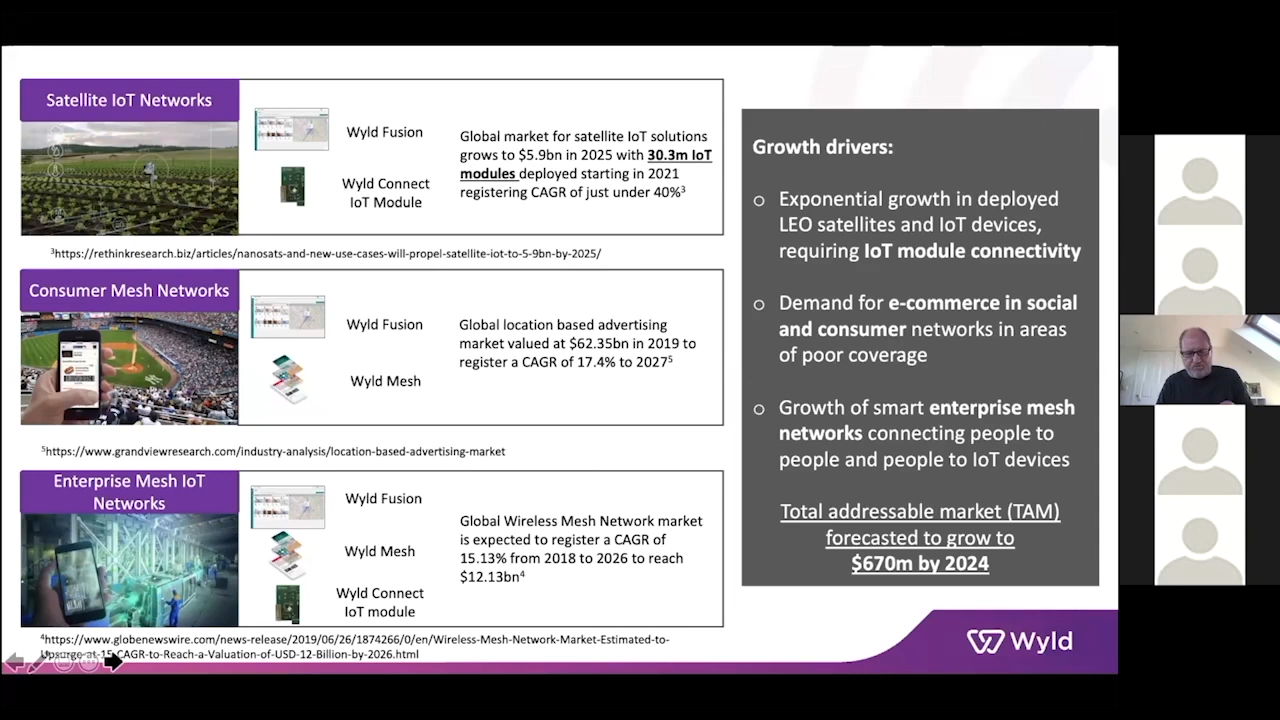 Satellite IoT Networks
Wyld Fusion
Wyld Connect
IoT Module
Global market for satellite IoT solutions
grows to $5.9bn in 2025 with 30.3m IoT
modules deployed starting in 2021
registering CAGR of just under 40%³
³https://rethinkresearch.biz/articles/nanosats-and-new-use-cases-will-propel-satellite-iot-to-5-9bn-by-2025/
Consumer Mesh Networks
Wyld Fusion
Wyld Mesh
Global location based advertising
market valued at $62.35bn in 2019 to
register a CAGR of 17.4% to 2027⁵
⁵https://www.grandviewresearch.com/industry-analysis/location-based-advertising-market
Enterprise Mesh IoT
Networks
Wyld Fusion
Wyld Mesh
Wyld Connect
IoT module
Global Wireless Mesh Network market
is expected to register a CAGR of
15.13% from 2018 to 2026 to reach
$12.13bn⁴
⁴https://www.globenewswire.com/news-release/2019/06/26/1874266/0/en/Wireless-Mesh-Network-Market-Estimated-to-
Upsurge-at-15-CAGR-to-Reach-a-Valuation-of-USD-12-Billion-by-2026.html
Growth drivers:
○ Exponential growth in deployed
LEO satellites and IoT devices,
requiring IoT module connectivity
○ Demand for e-commerce in social
and consumer networks in areas
of poor coverage
○ Growth of smart enterprise mesh
networks connecting people to
people and people to IoT devices
Total addressable market (TAM)
forecasted to grow to
$670m by 2024
Wyld